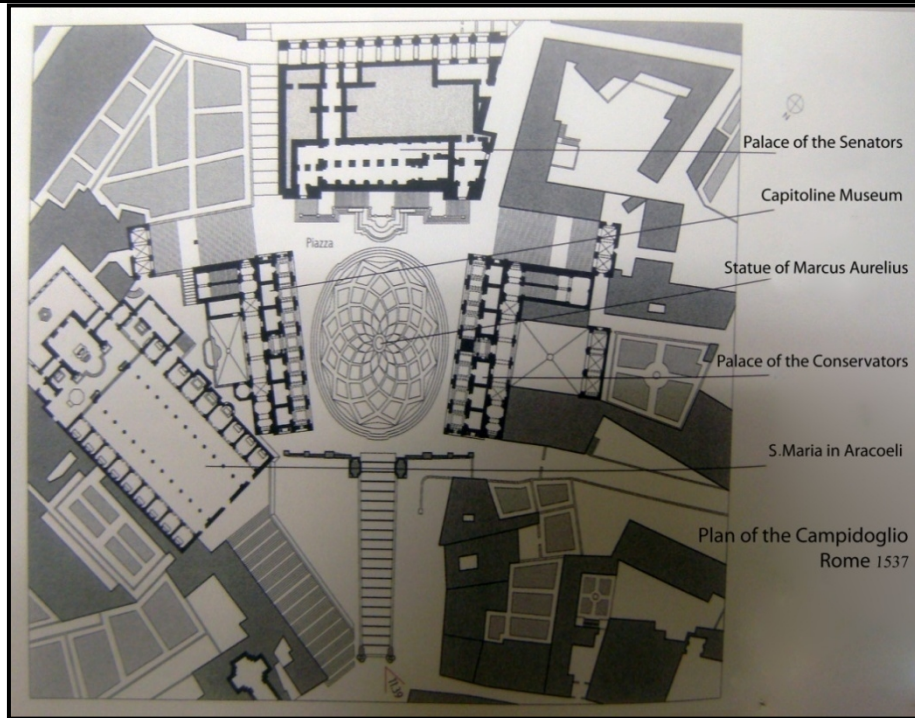 Palace of the Senators
Capitoline Museum
Piazza
Statue of Marcus Aurelius
Palace of the Conservators
S.Maria in Aracoeli
Plan of the Campidoglio
Rome 1537